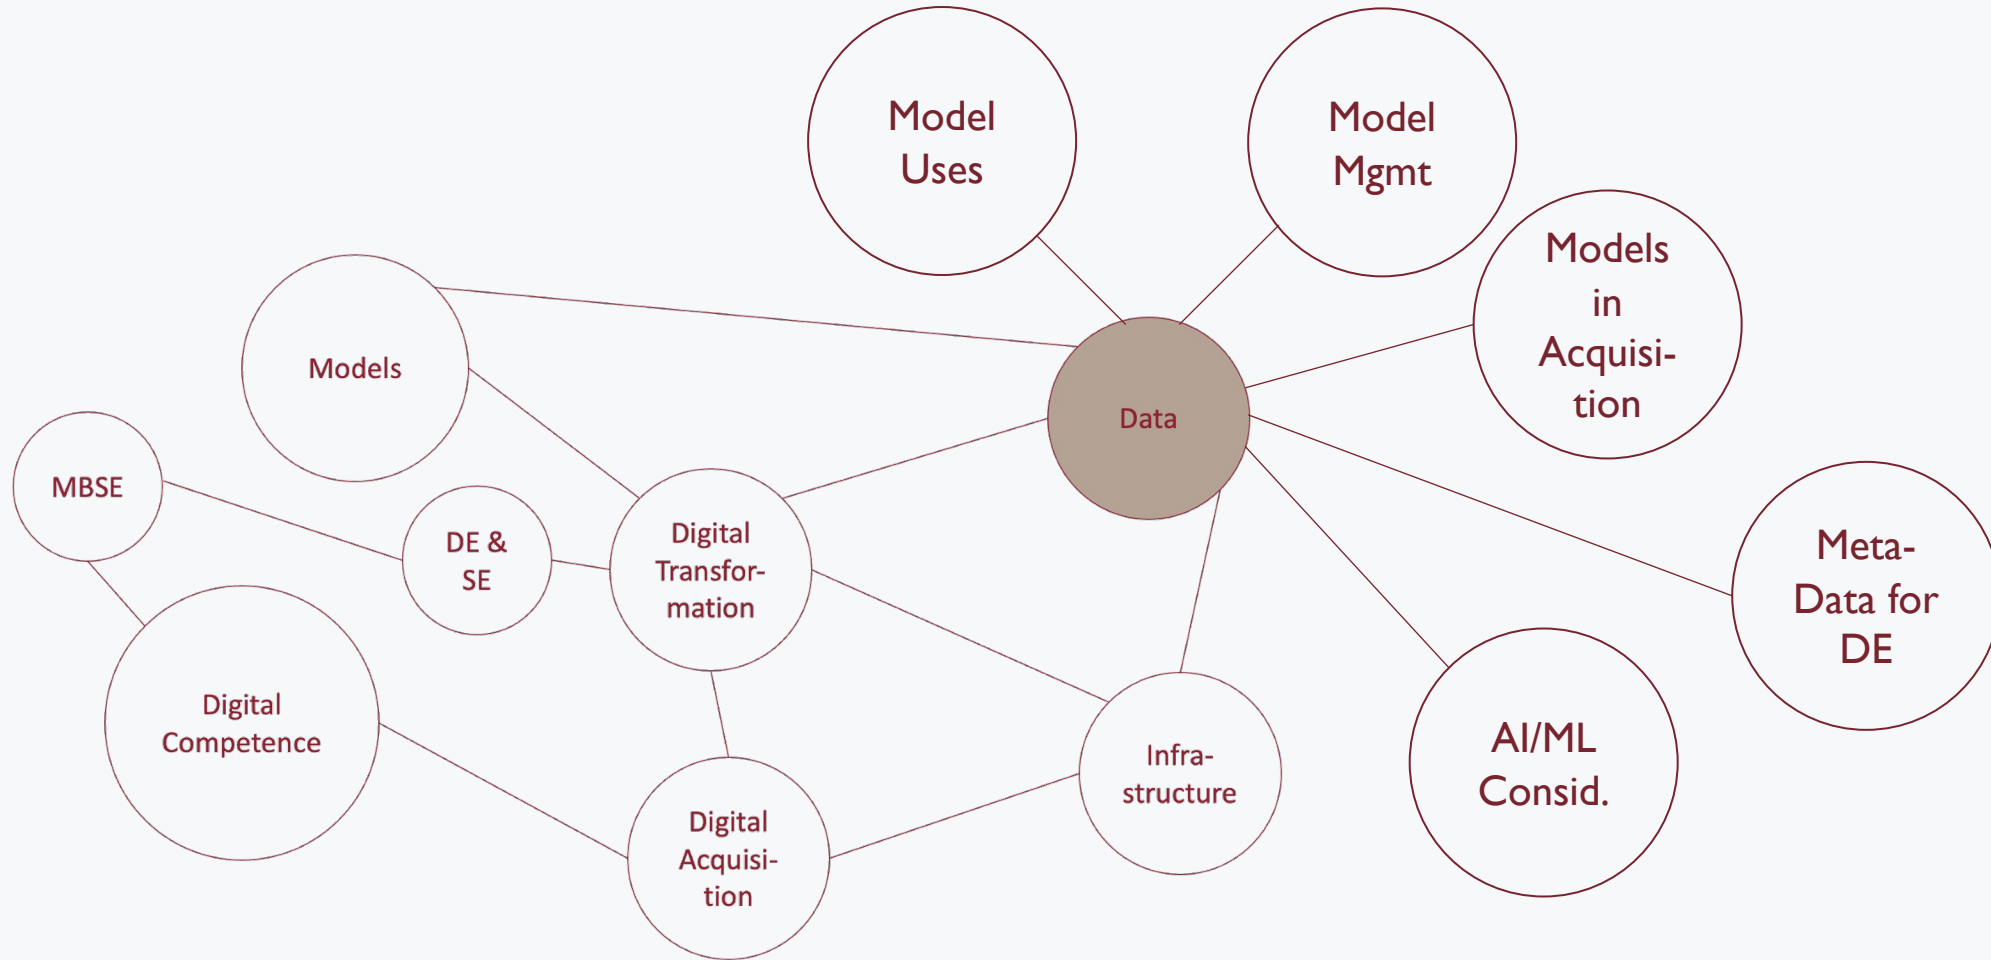 Model
Uses
Model
Mgmt
Models
in
Acquisi-
tion
Models
Data
MBSE
DE &
SE
Digital
Transfor-
mation
Meta-
Data for
DE
Digital
Competence
Infra-
structure
AI/ML
Consid.
Digital
Acquisi-
tion